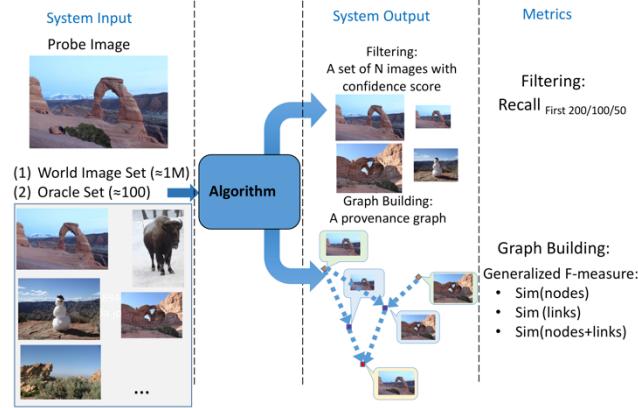 System Input
Probe Image
(1) World Image Set (≈1M)
(2) Oracle Set (≈100)
...
Algorithm
System Output
Filtering:
A set of N images with
confidence score
Graph Building:
A provenance graph
Metrics
Filtering:
Recall First 200/100/50
Graph Building:
Generalized F-measure:
• Sim(nodes)
• Sim (links)
• Sim(nodes+links)